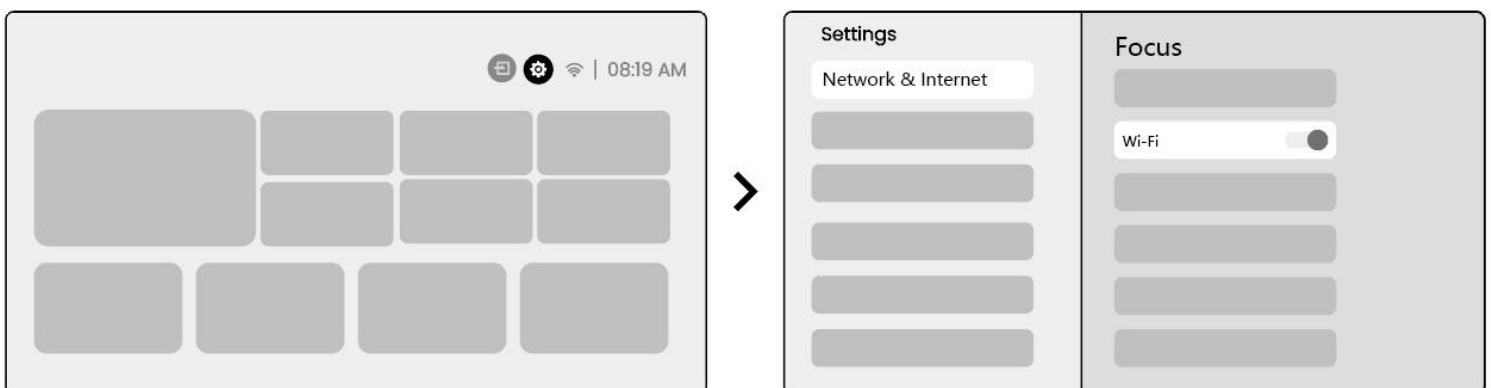 08:19 AM
Settings
Network & Internet
Focus
Wi-Fi